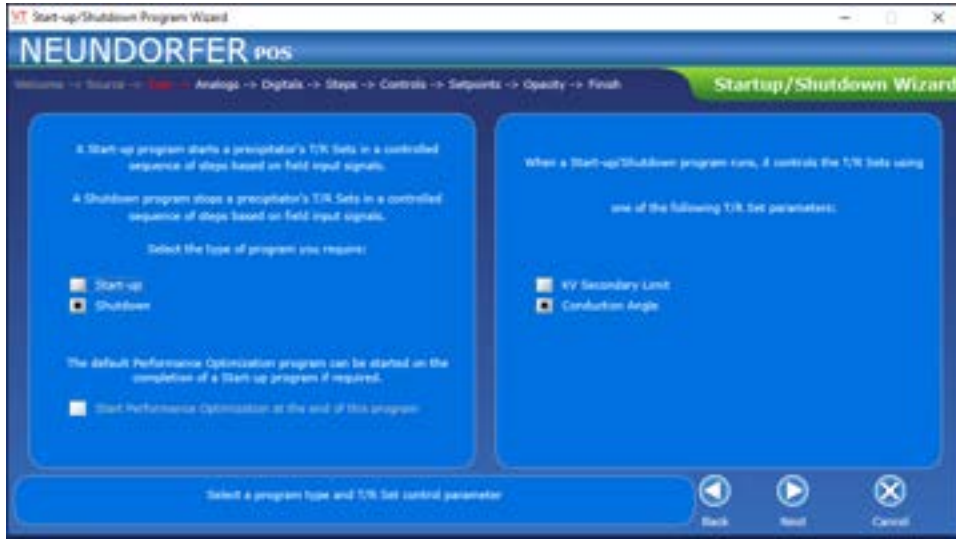 Start-up/Shutdown Program Wizard
NEUNDORFER POS
Welcome -> Source -> Type -> Analogs -> Digitals -> Steps -> Controls -> Setpoints -> Opacity -> Finish
Startup/Shutdown Wizard
A Start-up program starts a precipitator's T/R Sets in a controlled
sequence of steps based on field input signals.
A Shutdown program stops a precipitator's T/R Sets in a controlled
sequence of steps based on field input signals.
Select the type of program you require:
Start-up
Shutdown
The default Performance Optimization program can be started on the
completion of a Start-up program if required.
Start Performance Optimization at the end of this program
When a Start-up/Shutdown program runs, it controls the T/R Sets using
one of the following T/R Set parameters:
KV Secondary Limit
Conduction Angle
Select a program type and T/R Set control parameter
Back
Next
Cancel